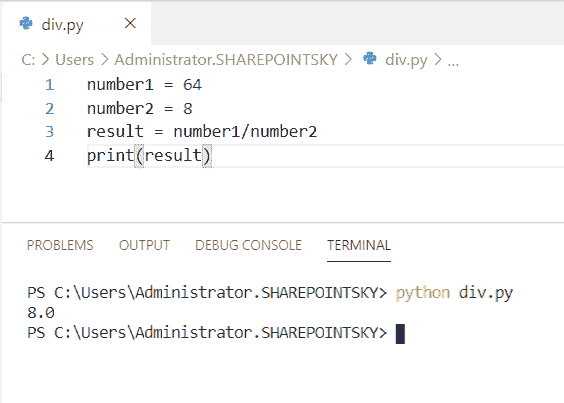 div.py
C: > Users > Administrator.SHAREPOINTSKY > div.py > ...
1 number1 = 64
2 number2 = 8
3 result = number1/number2
4 print(result)
PROBLEMS OUTPUT DEBUG CONSOLE TERMINAL
PS C:\Users\Administrator.SHAREPOINTSKY> python div.py
8.0
PS C:\Users\Administrator.SHAREPOINTSKY>